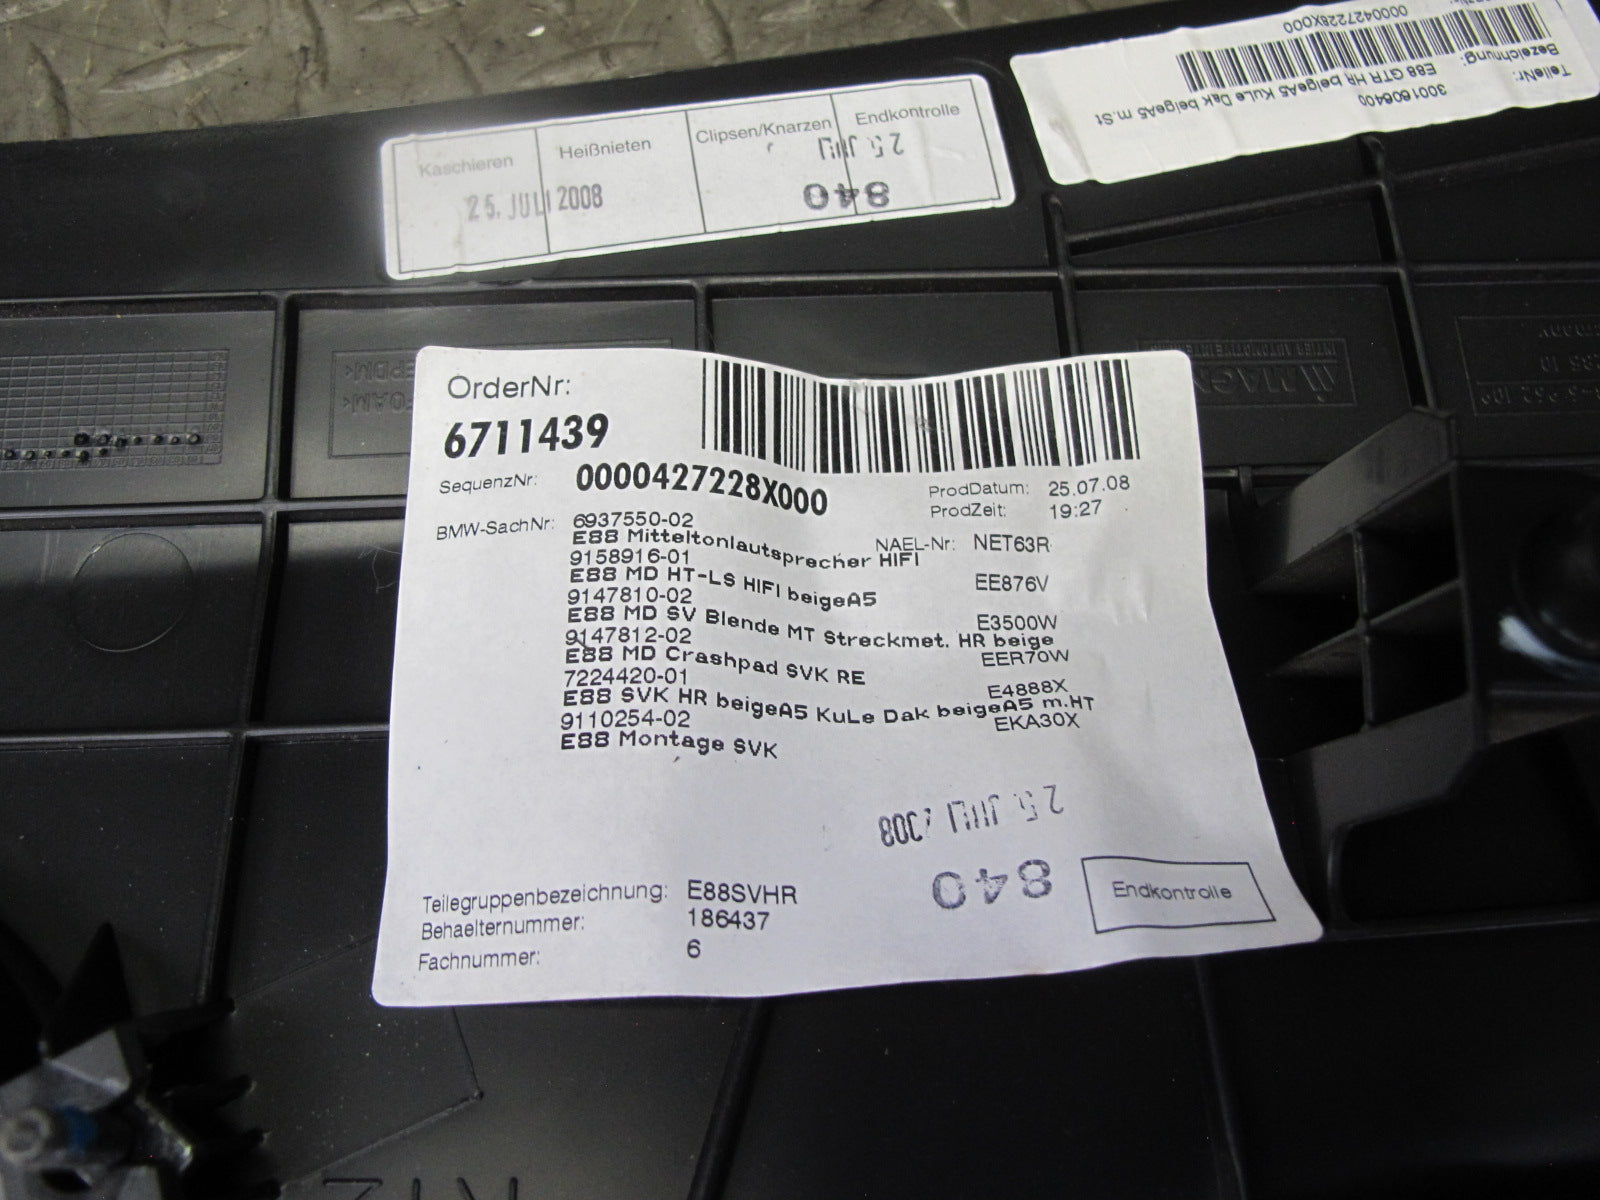 0000427228X000
TeileNr: 3001606400
Bezeichnung: E88 GTR HR beigeA5 KuLe Dak beigeA5 m.St
Kaschieren Heißnieten Clipsen/Knarzen Endkontrolle
25. JULI 2008
25 JULI
840
MAGNA
OrderNr:
6711439
SequenzNr: 0000427228X000
ProdDatum: 25.07.08
ProdZeit: 19:27
BMW-SachNr: 6937550-02 NAEL-Nr: NET63R
E88 Mitteltonlautsprecher HIFI
9158916-01 EE876V
E88 MD HT-LS HIFI beigeA5
9147810-02 E3500W
E88 MD SV Blende MT Streckmet. HR beige
9147812-02 EER70W
E88 MD Crashpad SVK RE
7224420-01 E4888X
E88 SVK HR beigeA5 KuLe Dak beigeA5 m.HT
9110254-02 EKA30X
E88 Montage SVK
25. JULI 2008
840
Endkontrolle
Teilegruppenbezeichnung: E88SVHR
Behaelternummer: 186437
Fachnummer: 6